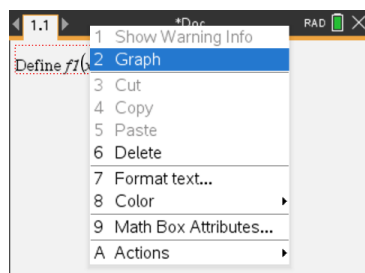 1.1 *Doc RAD
Define f1(x
1 Show Warning Info
2 Graph
3 Cut
4 Copy
5 Paste
6 Delete
7 Format text...
8 Color
9 Math Box Attributes...
A Actions